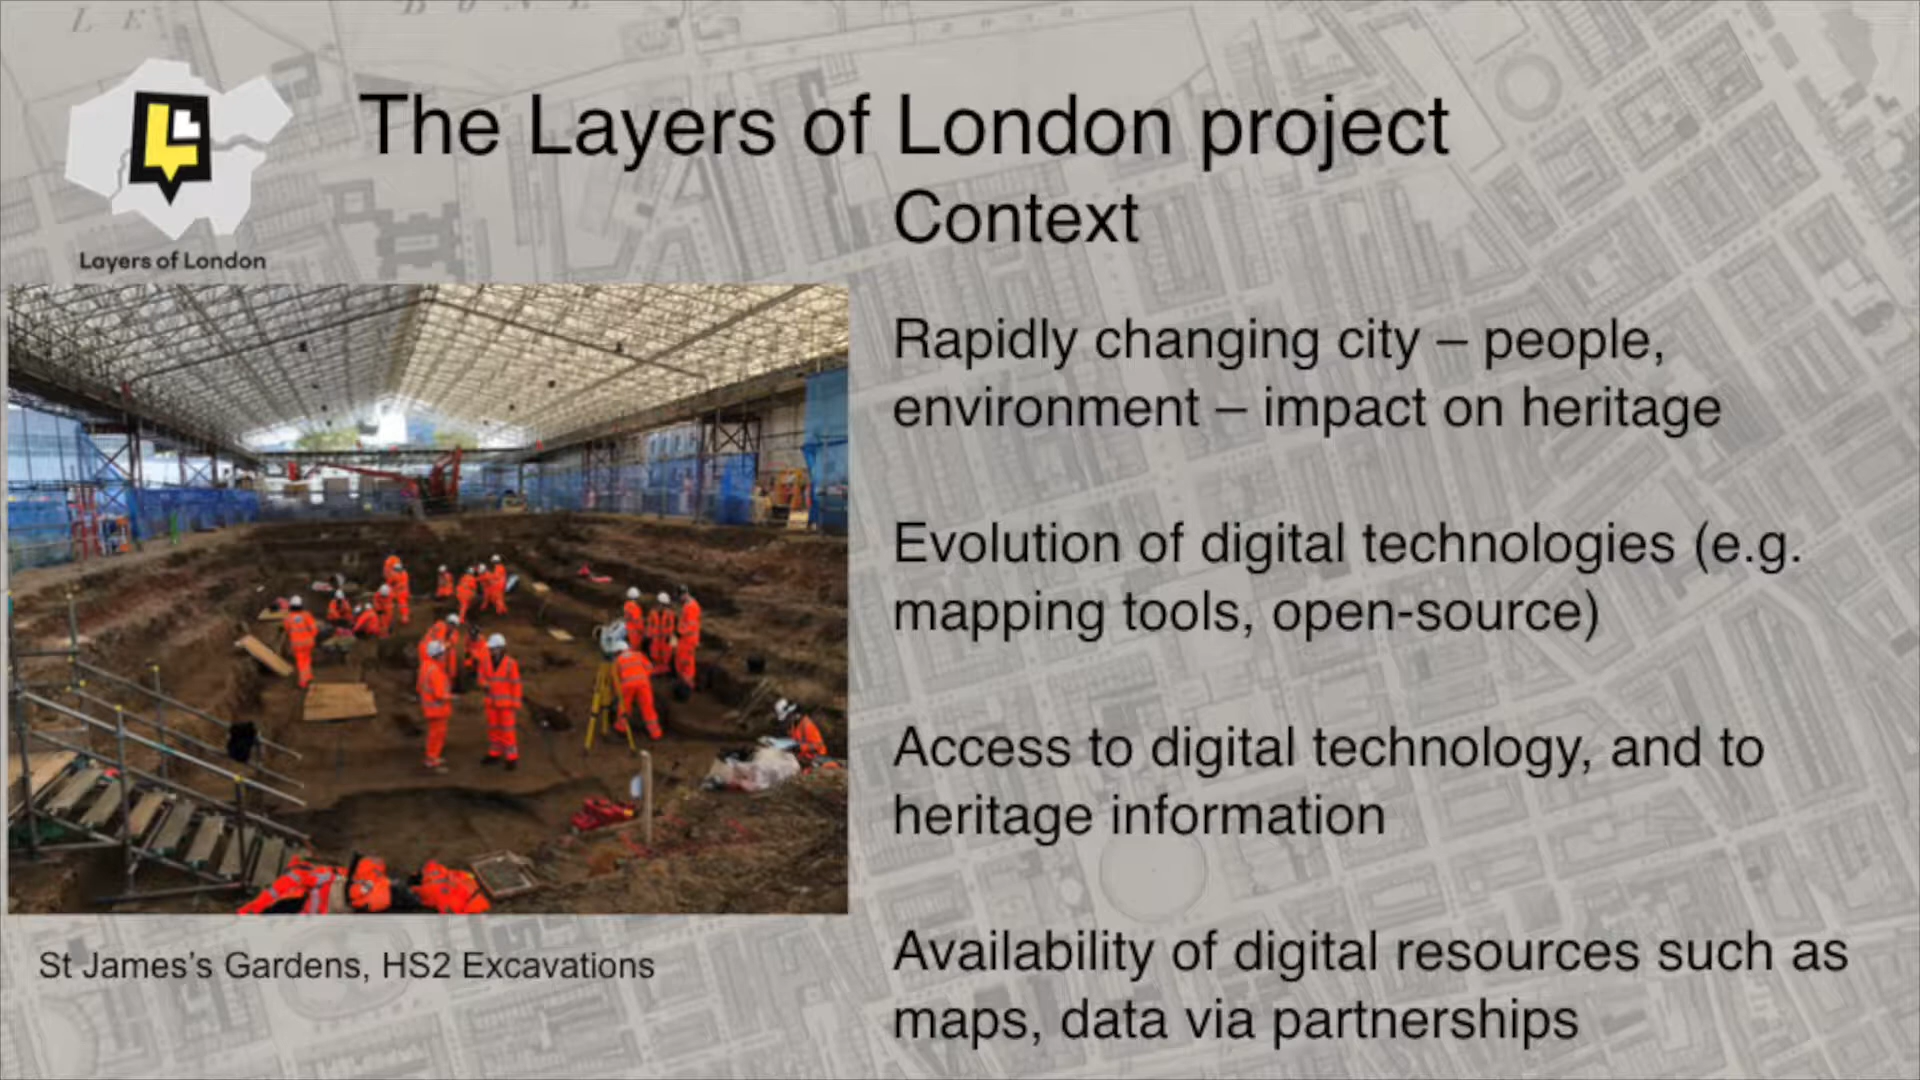 L E
D U N E
The Layers of London project
Layers of London
Context
Rapidly changing city – people,
environment – impact on heritage
Evolution of digital technologies (e.g.
mapping tools, open-source)
Access to digital technology, and to
heritage information
Availability of digital resources such as
maps, data via partnerships
St James's Gardens, HS2 Excavations